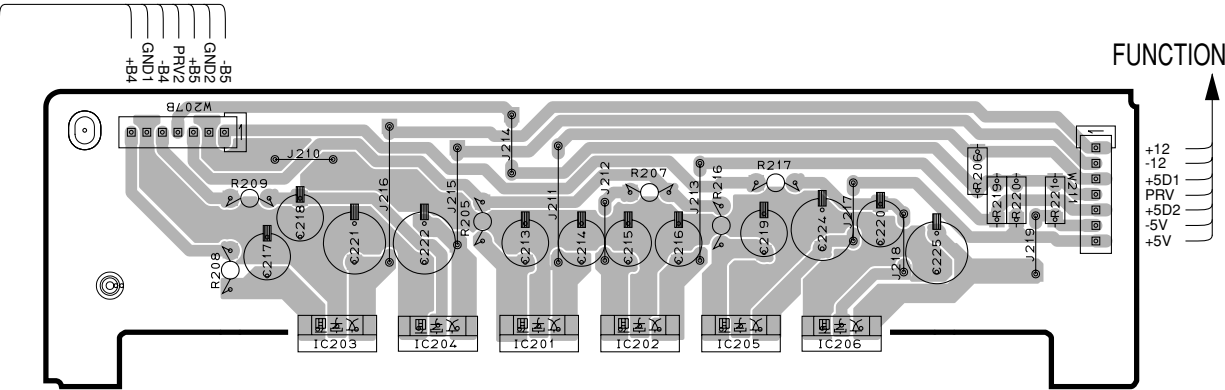 +B4
GND1
-B4
PRV2
+B5
GND2
-B5
FUNCTION
W207B
1
J210
J216
J215
J214
J211
J212
R207
J213
R216
R217
J217
R206
R219
R220
R221
W211
1
+12
-12
+5D1
PRV
+5D2
-5V
+5V
R209
C218
C217
R208
C221
C222
R205
C213
C214
C215
C216
C219
C224
C220
J218
C225
J219
IC203
IC204
IC201
IC202
IC205
IC206